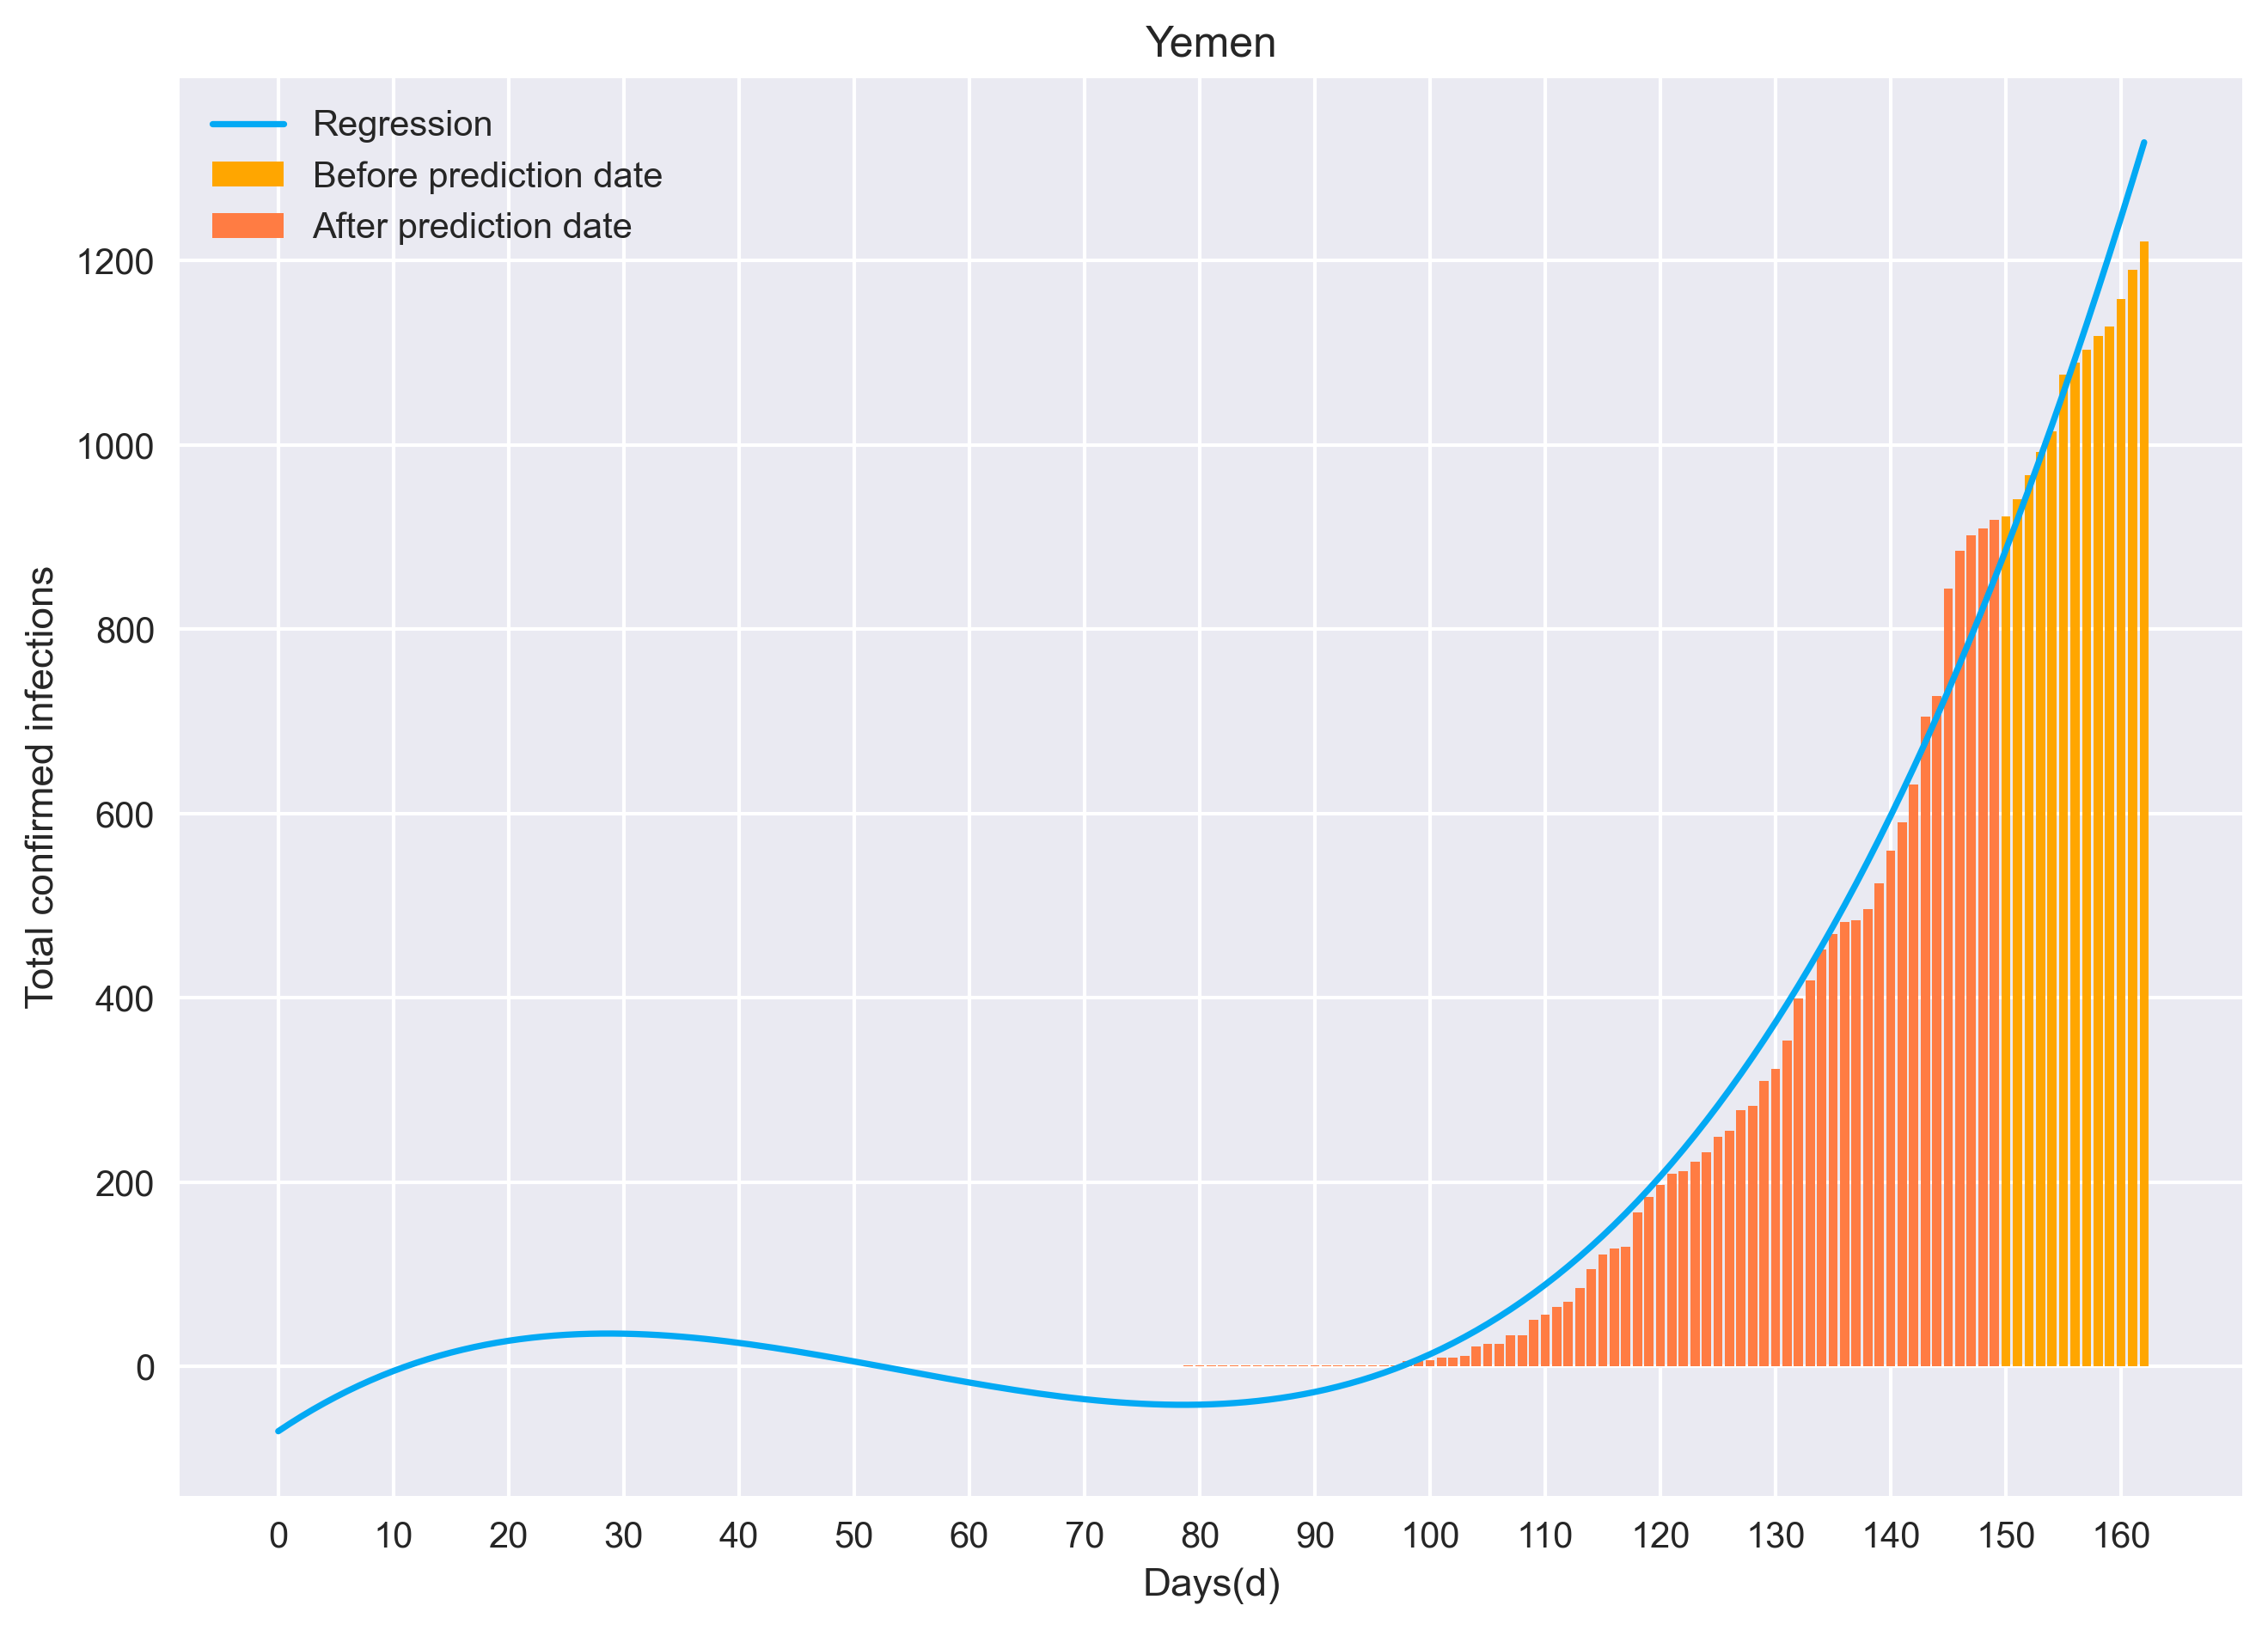 Yemen
Regression
Before prediction date
After prediction date
1200
1000
800
600
400
200
0
Total confirmed infections
0 10 20 30 40 50 60 70 80 90 100 110 120 130 140 150 160
Days(d)